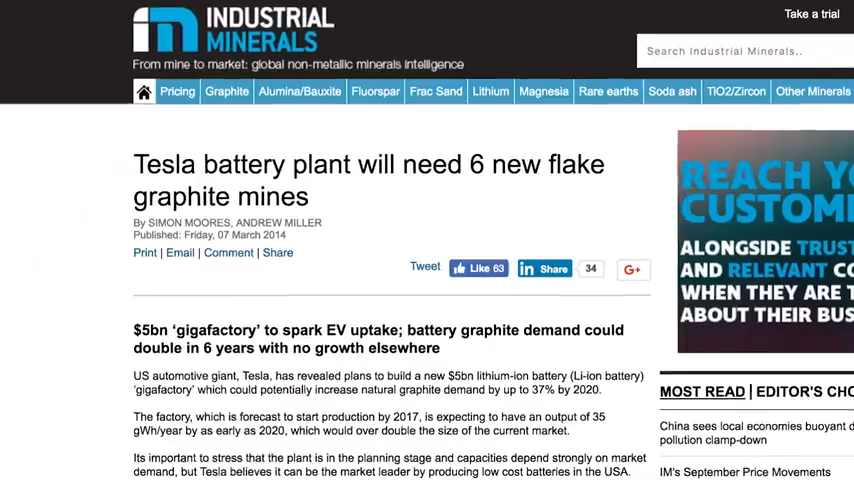 INDUSTRIAL
MINERALS
From mine to market: global non-metallic minerals intelligence
Take a trial
Search Industrial Minerals..
Pricing
Graphite
Alumina/Bauxite
Fluorspar
Frac Sand
Lithium
Magnesia
Rare earths
Soda ash
TiO2/Zircon
Other Minerals
Tesla battery plant will need 6 new flake
graphite mines
By SIMON MOORES, ANDREW MILLER
Published: Friday, 07 March 2014
Print | Email | Comment | Share
Tweet
Like 63
in Share
34
G+
$5bn ‘gigafactory’ to spark EV uptake; battery graphite demand could
double in 6 years with no growth elsewhere
US automotive giant, Tesla, has revealed plans to build a new $5bn lithium-ion battery (Li-ion battery)
‘gigafactory’ which could potentially increase natural graphite demand by up to 37% by 2020.
The factory, which is forecast to start production by 2017, is expecting to have an output of 35
gWh/year by as early as 2020, which would over double the size of the current market.
Its important to stress that the plant is in the planning stage and capacities depend strongly on market
demand, but Tesla believes it can be the market leader by producing low cost batteries in the USA.
REACH YO
CUSTOME
ALONGSIDE TRUST
AND RELEVANT CO
WHEN THEY ARE T
ABOUT THEIR BUS
MOST READ | EDITOR'S CHO
China sees local economies buoyant d
pollution clamp-down
IM's September Price Movements